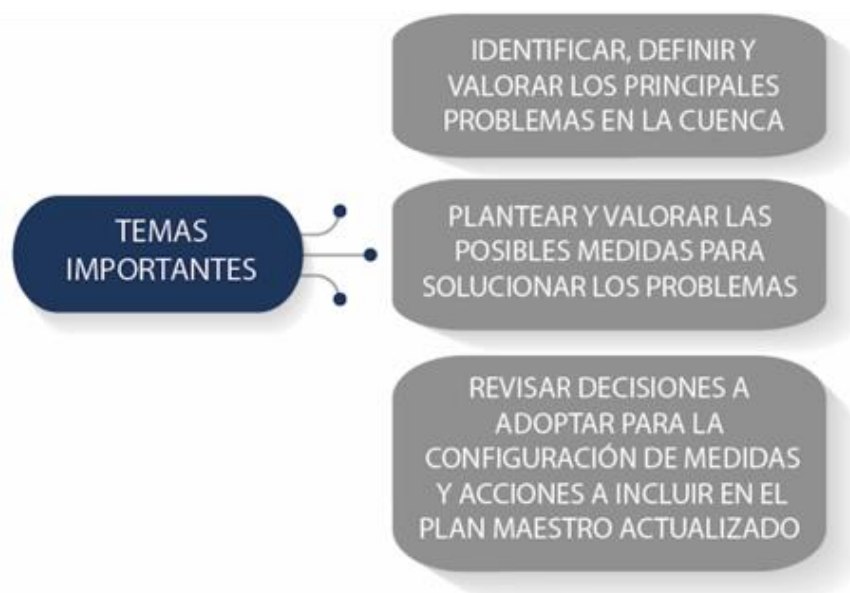 TEMAS
IMPORTANTES
IDENTIFICAR, DEFINIR Y
VALORAR LOS PRINCIPALES
PROBLEMAS EN LA CUENCA
PLANTEAR Y VALORAR LAS
POSIBLES MEDIDAS PARA
SOLUCIONAR LOS PROBLEMAS
REVISAR DECISIONES A
ADOPTAR PARA LA
CONFIGURACIÓN DE MEDIDAS
Y ACCIONES A INCLUIR EN EL
PLAN MAESTRO ACTUALIZADO